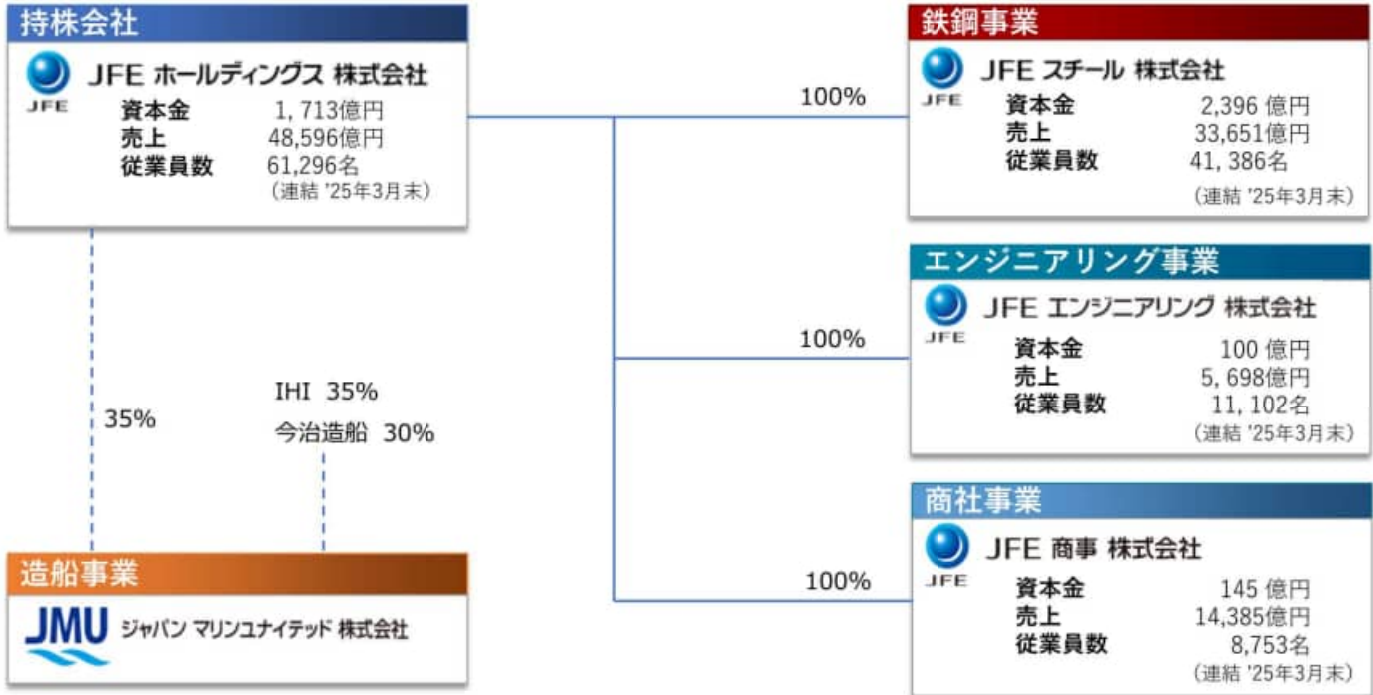 持株会社
JFE
JFE ホールディングス 株式会社
資本金 1, 713億円
売上 48,596億円
従業員数 61,296名
(連結 '25年3月末)
100%
鉄鋼事業
JFE
JFE スチール 株式会社
資本金 2,396 億円
売上 33,651億円
従業員数 41, 386名
(連結 '25年3月末)
100%
エンジニアリング事業
JFE
JFE エンジニアリング 株式会社
資本金 100 億円
売上 5, 698億円
従業員数 11, 102名
(連結 '25年3月末)
35%
IHI 35%
今治造船 30%
100%
商社事業
JFE
JFE 商事 株式会社
資本金 145 億円
売上 14,385億円
従業員数 8,753名
(連結 '25年3月末)
造船事業
JMU ジャパン マリンユナイテッド 株式会社